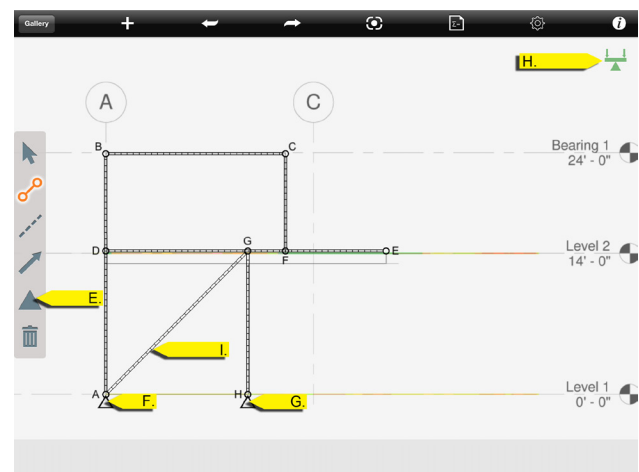 Gallery
i
H.
A
C
B
C
Bearing 1
24' - 0"
D
G
F
E
Level 2
14' - 0"
E.
I.
A
F.
H
G.
Level 1
0' - 0"